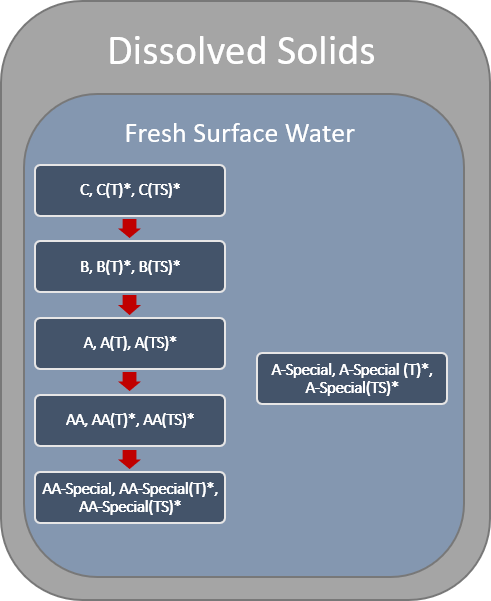 Dissolved Solids
Fresh Surface Water
C, C(T)*, C(TS)*
B, B(T)*, B(TS)*
A, A(T), A(TS)*
AA, AA(T)*, AA(TS)*
AA-Special, AA-Special(T)*,
AA-Special(TS)*
A-Special, A-Special (T)*,
A-Special(TS)*